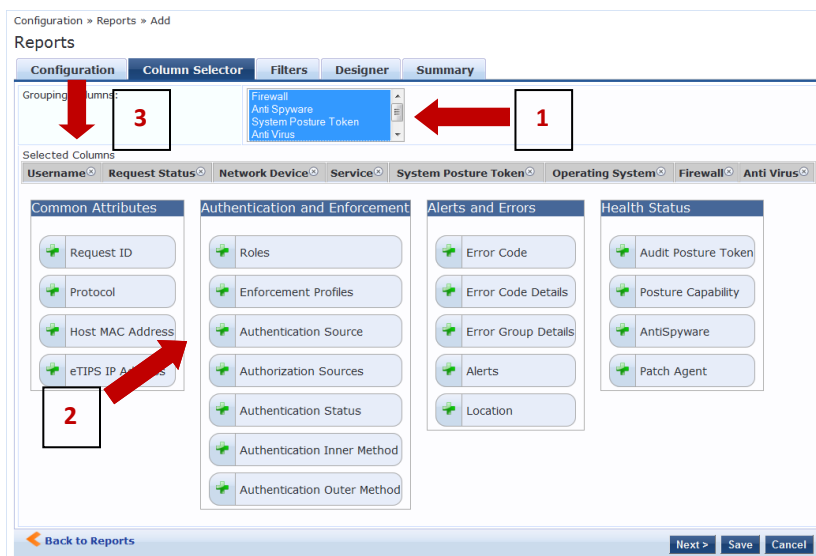 Configuration » Reports » Add
Reports
Configuration Column Selector Filters Designer Summary
Firewall
Anti Spyware
System Posture Token
Anti Virus
Grouping
3
1
Selected Columns
Username Request Status Network Device Service System Posture Token Operating System Firewall Anti Virus
Common Attributes Authentication and Enforcement Alerts and Errors Health Status
Request ID Roles Error Code Audit Posture Token
Protocol Enforcement Profiles Error Code Details Posture Capability
Host MAC Address Authentication Source Error Group Details AntiSpyware
eTIPS IP Authorization Sources Alerts Patch Agent
2
Authentication Status Location
Authentication Inner Method
Authentication Outer Method
Back to Reports Next > Save Cancel